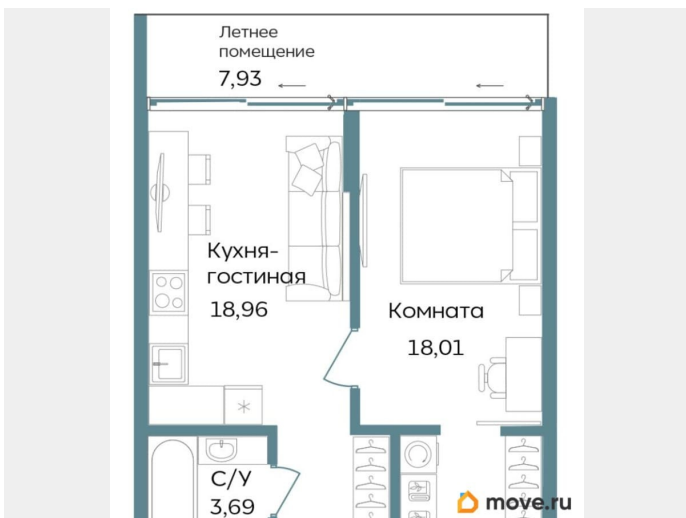 Летнее
помещение
7,93
Кухня-
гостиная
18,96
Комната
18,01
С/У
3,69
move.ru